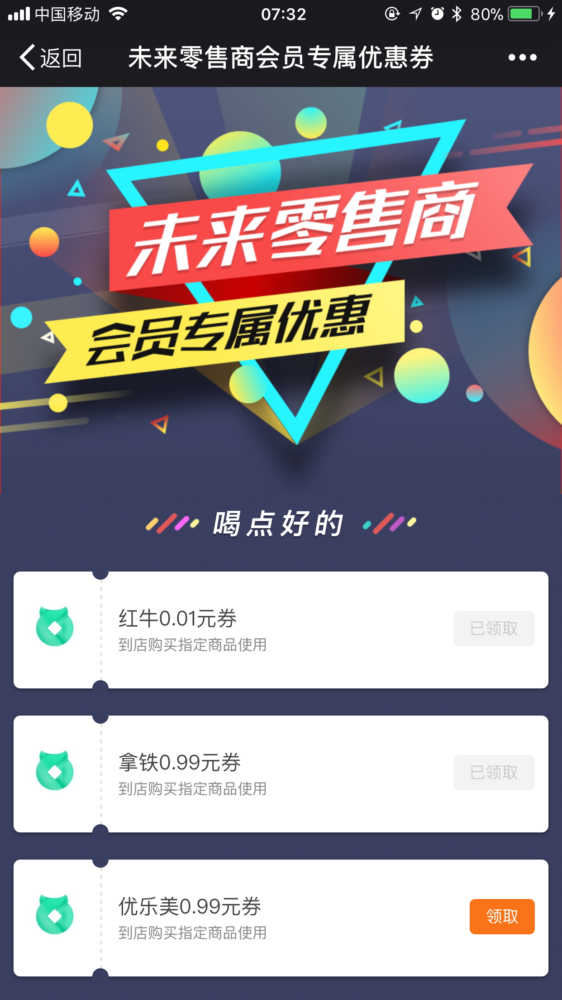 中国移动
07:32
80%
返回
未来零售商会员专属优惠券
未来零售商
会员专属优惠
喝点好的
红牛0.01元券
到店购买指定商品使用
已领取
拿铁0.99元券
到店购买指定商品使用
已领取
优乐美0.99元券
到店购买指定商品使用
领取